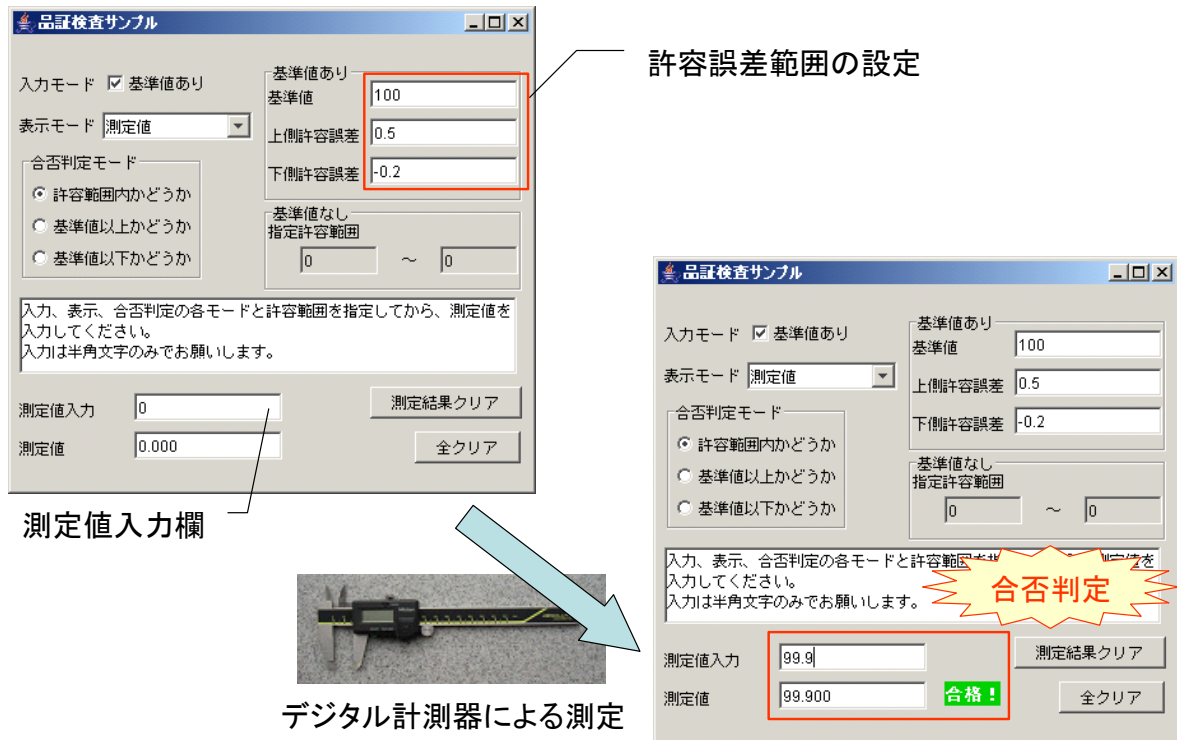 品証検査サンプル
許容誤差範囲の設定
入力モード
基準値あり
基準値あり
基準値
100
表示モード
測定値
上側許容誤差
0.5
下側許容誤差
-0.2
合否判定モード
許容範囲内かどうか
基準値以上かどうか
基準値以下かどうか
基準値なし
指定許容範囲
0 ～ 0
入力、表示、合否判定の各モードと許容範囲を指定してから、測定値を
入力してください。
入力は半角文字のみでお願いします。
測定値入力
0
測定結果クリア
測定値
0.000
全クリア
測定値入力欄
デジタル計測器による測定
品証検査サンプル
入力モード
基準値あり
基準値あり
基準値
100
表示モード
測定値
上側許容誤差
0.5
下側許容誤差
-0.2
合否判定モード
許容範囲内かどうか
基準値以上かどうか
基準値以下かどうか
基準値なし
指定許容範囲
0 ～ 0
入力、表示、合否判定の各モードと許容範囲を
入力してください。
入力は半角文字のみでお願いします。
合否判定
測定値入力
99.9
測定結果クリア
測定値
99.900
合格！
全クリア